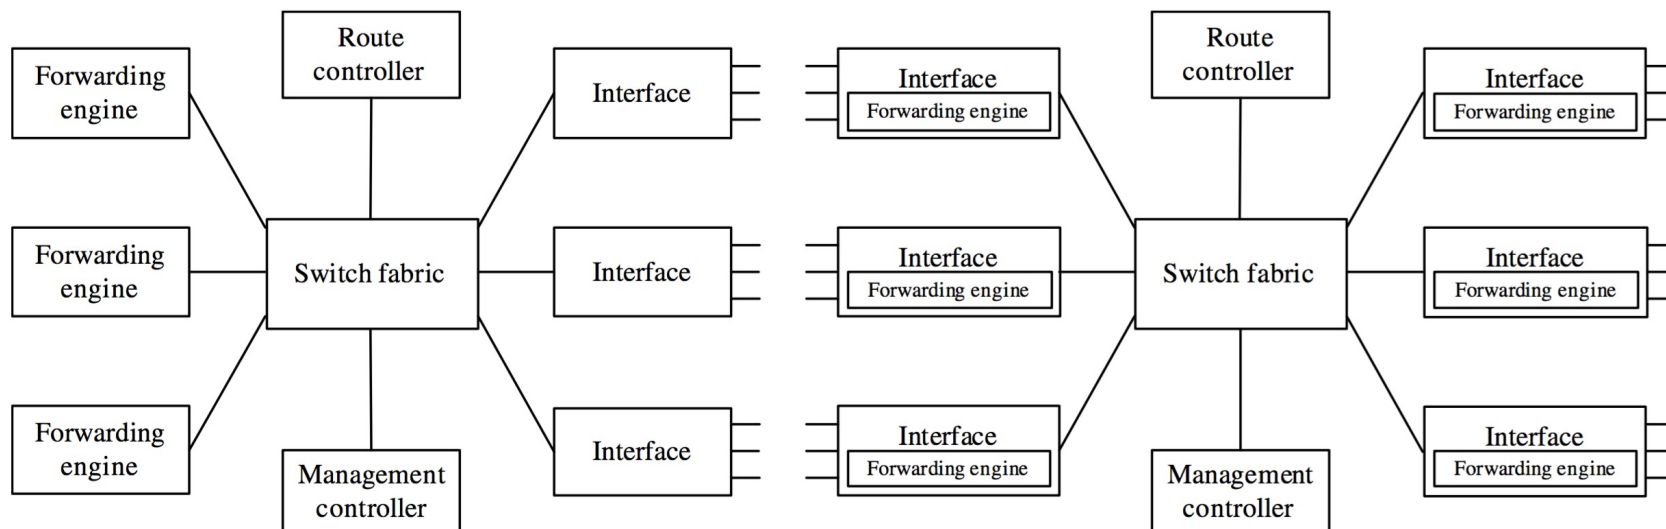 Forwarding
engine
Route
controller
Interface
Forwarding
engine
Switch fabric
Interface
Forwarding
engine
Management
controller
Interface
Interface
Forwarding engine
Route
controller
Interface
Forwarding engine
Interface
Forwarding engine
Switch fabric
Interface
Forwarding engine
Interface
Forwarding engine
Management
controller
Interface
Forwarding engine